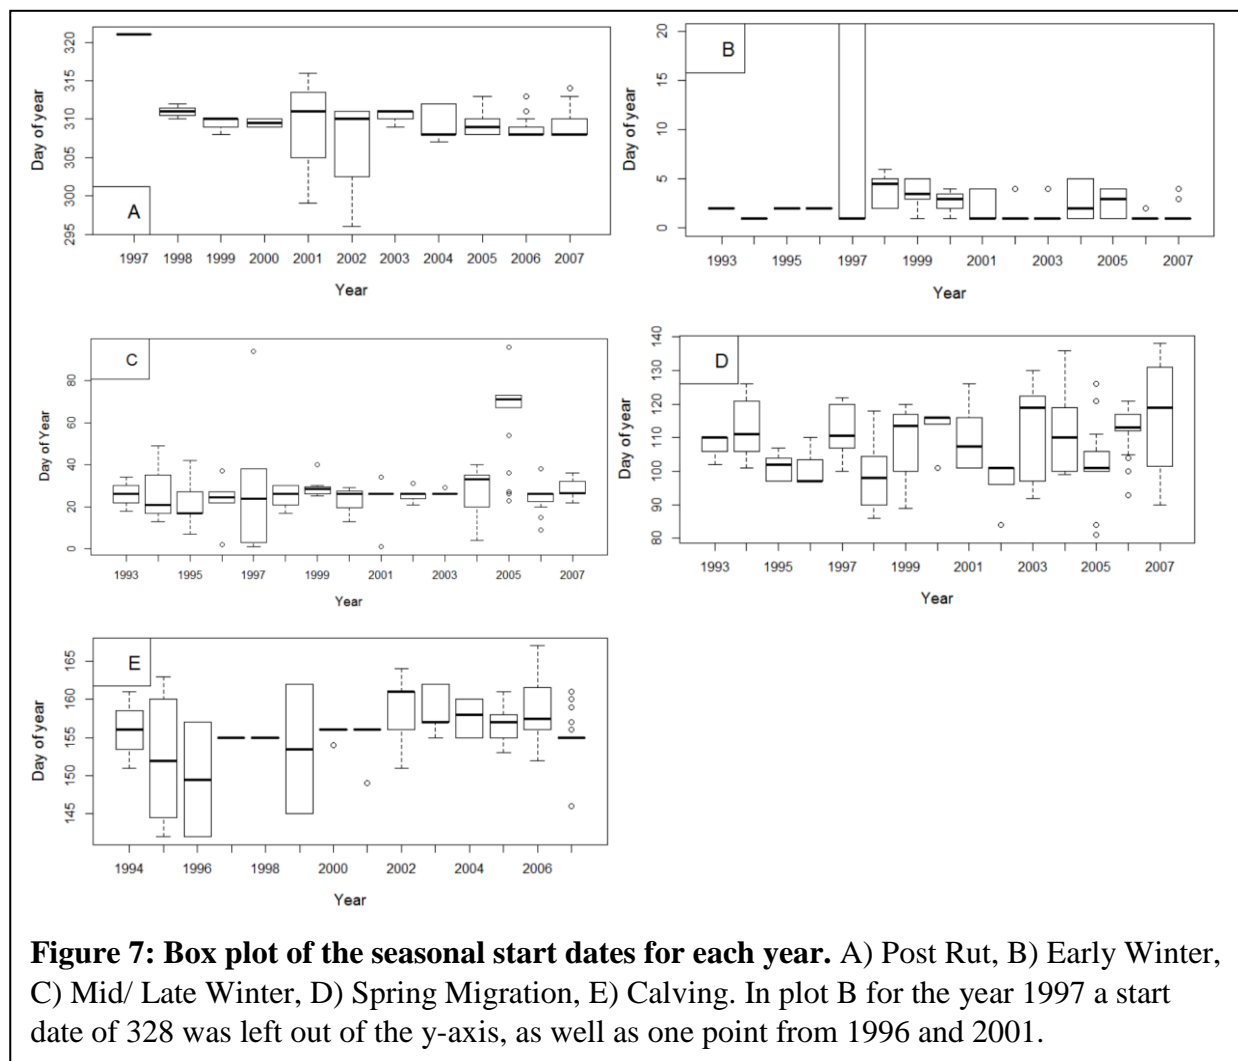 Day of year
320
315
310
305
300
295
A
1997 1998 1999 2000 2001 2002 2003 2004 2005 2006 2007
Year
Day of year
20
15
10
5
0
B
1993 1995 1997 1999 2001 2003 2005 2007
Year
Day of Year
80
60
40
20
0
C
1993 1995 1997 1999 2001 2003 2005 2007
Year
Day of year
140
130
120
110
100
90
80
D
1993 1995 1997 1999 2001 2003 2005 2007
Year
Day of year
165
160
155
150
145
E
1994 1996 1998 2000 2002 2004 2006
Year
Figure 7: Box plot of the seasonal start dates for each year. A) Post Rut, B) Early Winter,
C) Mid/ Late Winter, D) Spring Migration, E) Calving. In plot B for the year 1997 a start
date of 328 was left out of the y-axis, as well as one point from 1996 and 2001.